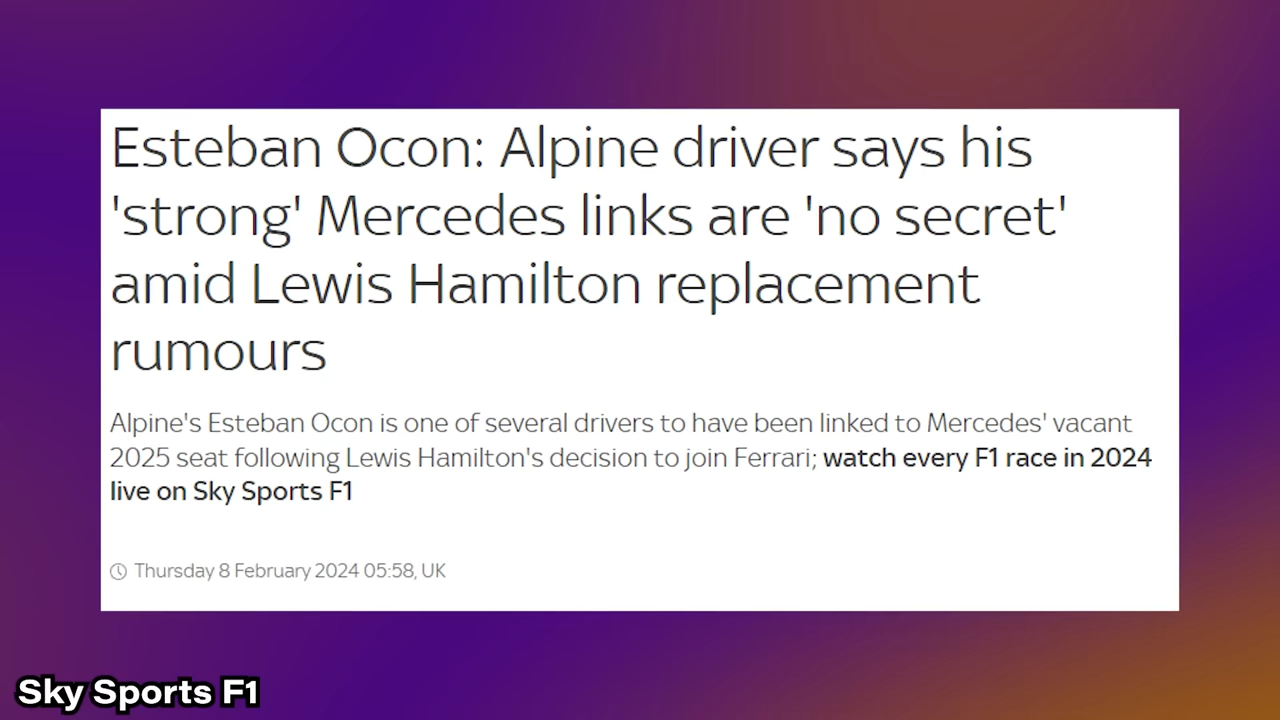 Esteban Ocon: Alpine driver says his
'strong' Mercedes links are 'no secret'
amid Lewis Hamilton replacement
rumours
Alpine's Esteban Ocon is one of several drivers to have been linked to Mercedes' vacant
2025 seat following Lewis Hamilton's decision to join Ferrari; watch every F1 race in 2024
live on Sky Sports F1
Thursday 8 February 2024 05:58, UK
Sky Sports F1